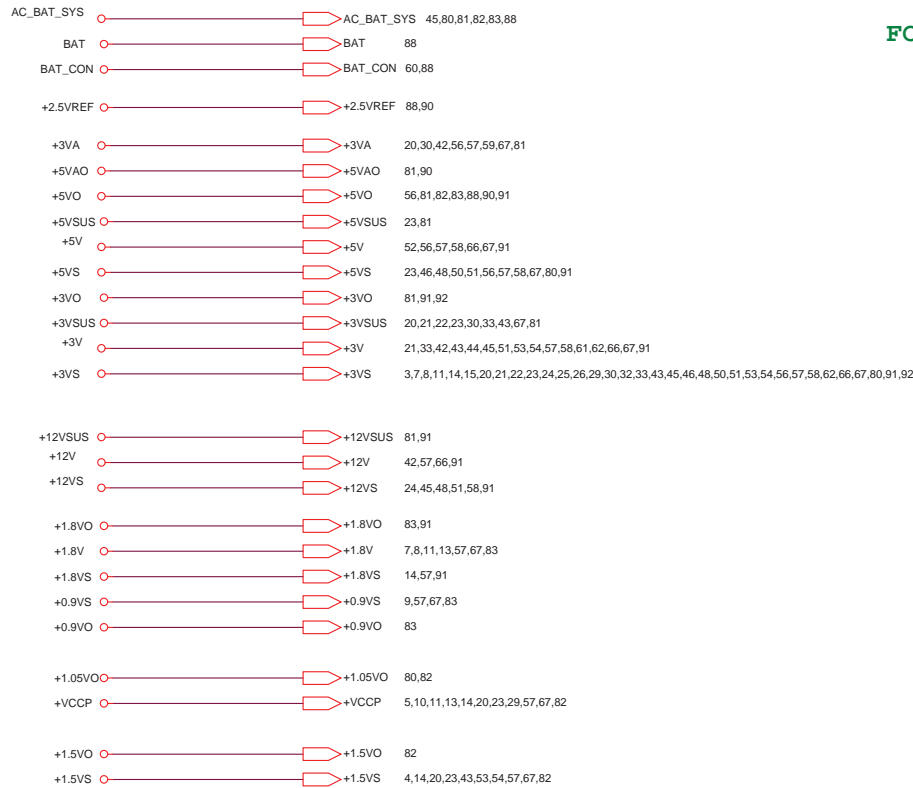 AC_BAT_SYS AC_BAT_SYS 45,80,81,82,83,88
FO
BAT BAT 88
BAT_CON BAT_CON 60,88
+2.5VREF +2.5VREF 88,90
+3VA +3VA 20,30,42,56,57,59,67,81
+5VAO +5VAO 81,90
+5VO +5VO 56,81,82,83,88,90,91
+5VSUS +5VSUS 23,81
+5V +5V 52,56,57,58,66,67,91
+5VS +5VS 23,46,48,50,51,56,57,58,67,80,91
+3VO +3VO 81,91,92
+3VSUS +3VSUS 20,21,22,23,30,33,43,67,81
+3V +3V 21,33,42,43,44,45,51,53,54,57,58,61,62,66,67,91
+3VS +3VS 3,7,8,11,14,15,20,21,22,23,24,25,26,29,30,32,33,43,45,46,48,50,51,53,54,56,57,58,62,66,67,80,91,92
+12VSUS +12VSUS 81,91
+12V +12V 42,57,66,91
+12VS +12VS 24,45,48,51,58,91
+1.8VO +1.8VO 83,91
+1.8V +1.8V 7,8,11,13,57,67,83
+1.8VS +1.8VS 14,57,91
+0.9VS +0.9VS 9,57,67,83
+0.9VO +0.9VO 83
+1.05VO +1.05VO 80,82
+VCCP +VCCP 5,10,11,13,14,20,23,29,57,67,82
+1.5VO +1.5VO 82
+1.5VS +1.5VS 4,14,20,23,43,53,54,57,67,82